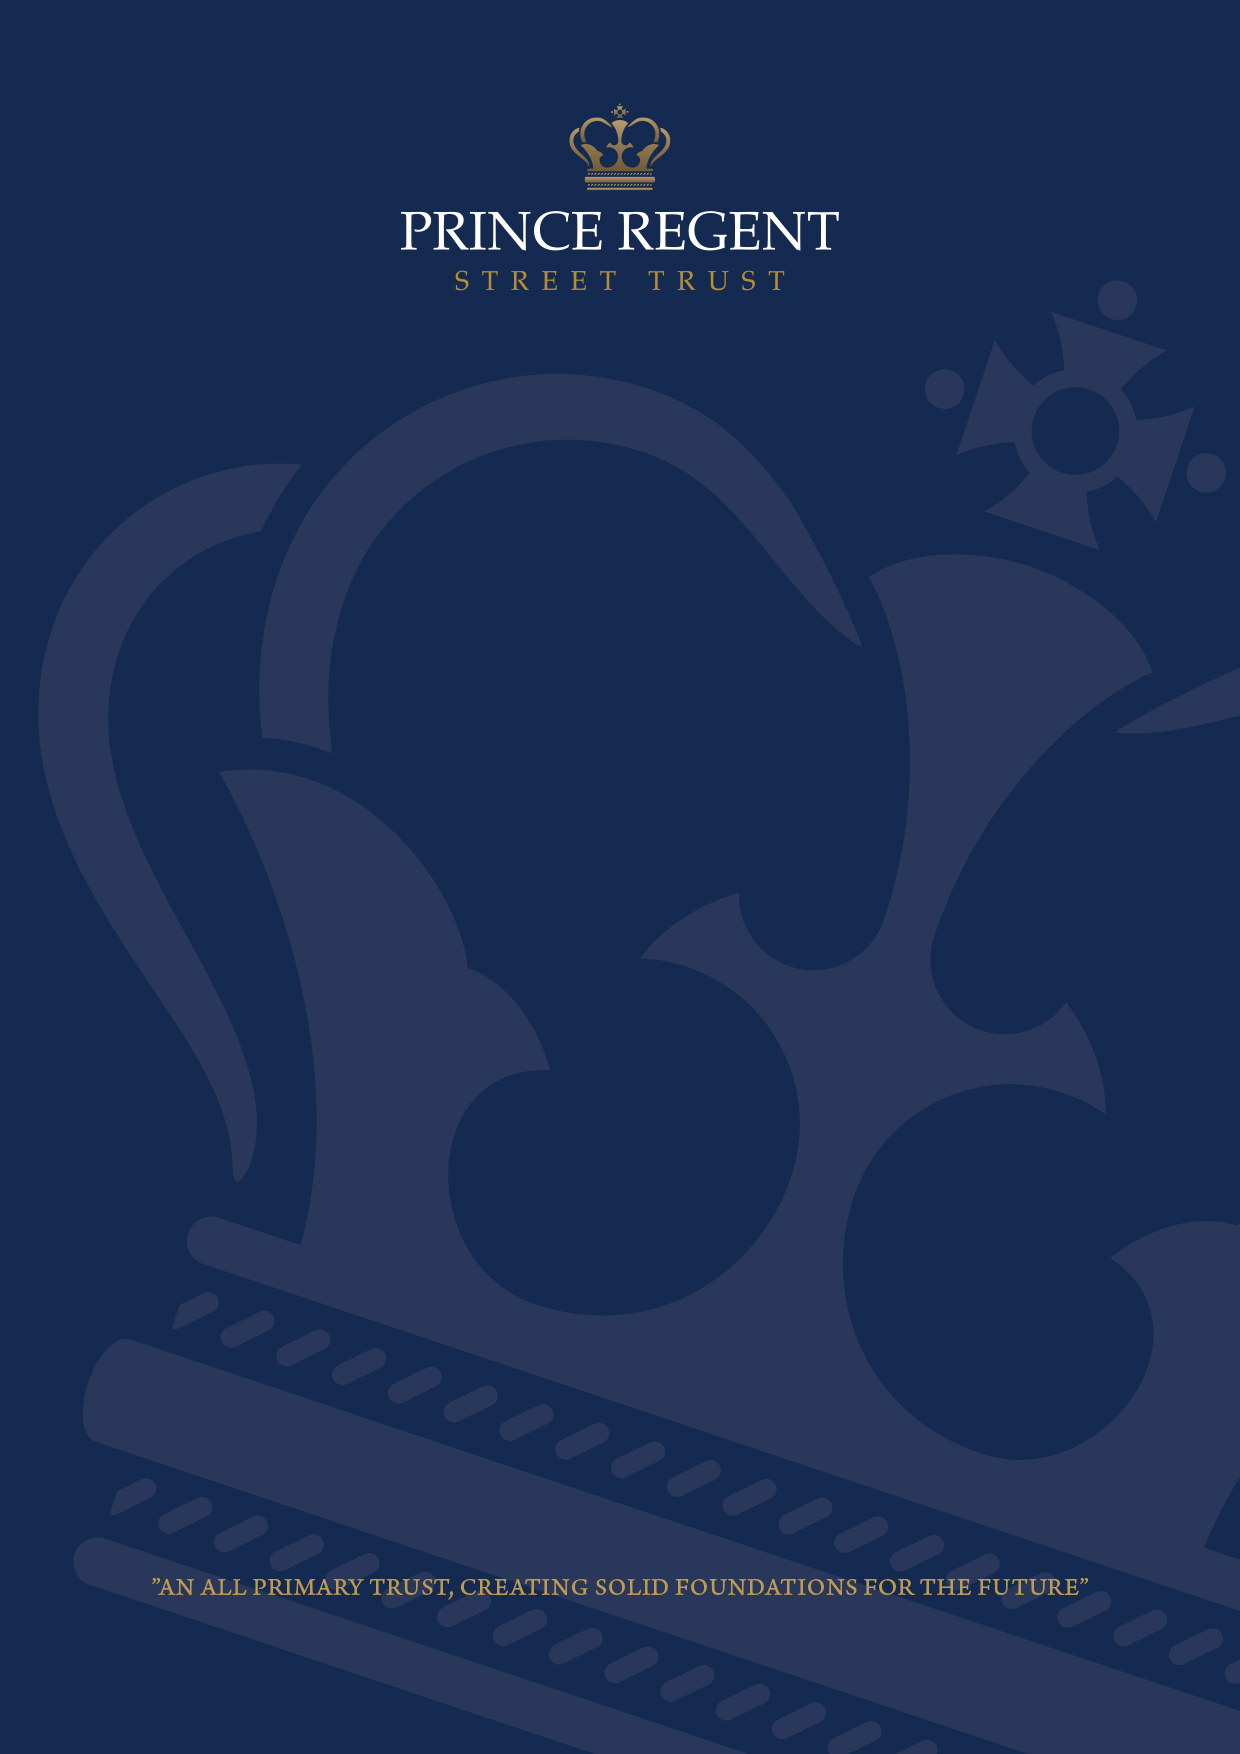 PRINCE REGENT
STREET TRUST
”AN ALL PRIMARY TRUST, CREATING SOLID FOUNDATIONS FOR THE FUTURE”